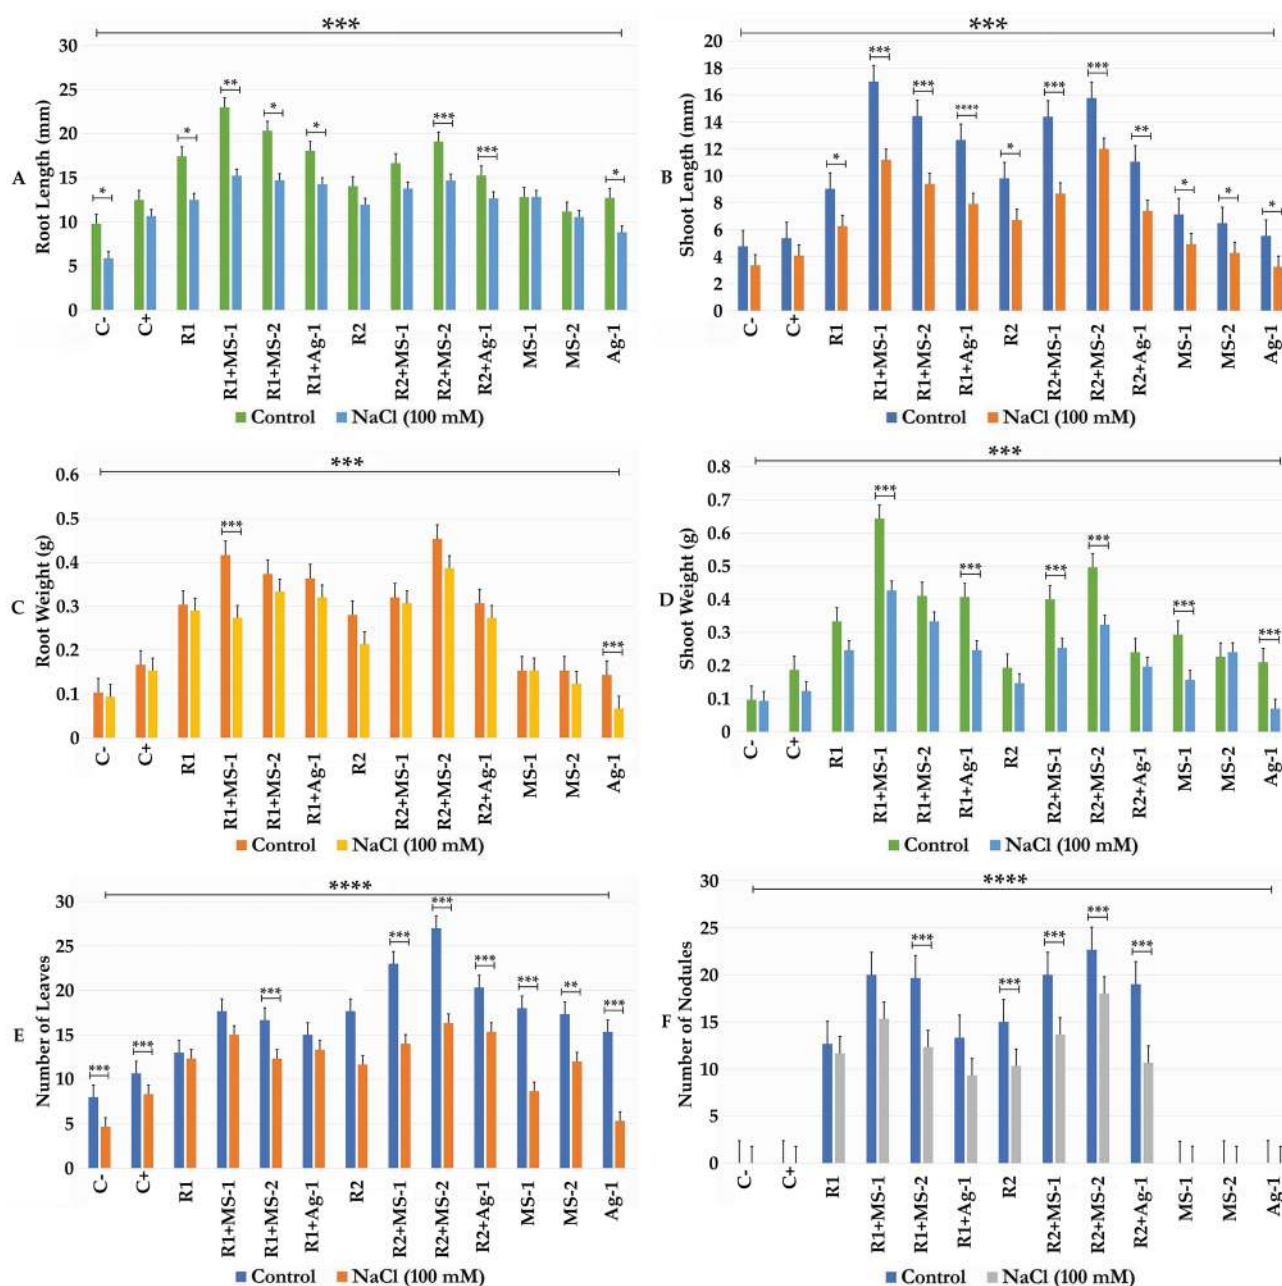 A
Root Length (mm)
***
30
25
20
15
10
5
0
* * ** * * *** *** *
C- C+ R1 R1+MS-1 R1+MS-2 R1+Ag-1 R2 R2+MS-1 R2+MS-2 R2+Ag-1 MS-1 MS-2 Ag-1
Control NaCl (100 mM)
B
Shoot Length (mm)
***
20
18
16
14
12
10
8
6
4
2
0
* *** *** **** * *** *** ** * * *
C- C+ R1 R1+MS-1 R1+MS-2 R1+Ag-1 R2 R2+MS-1 R2+MS-2 R2+Ag-1 MS-1 MS-2 Ag-1
Control NaCl (100 mM)
C
Root Weight (g)
***
0.6
0.5
0.4
0.3
0.2
0.1
0
*** ***
C- C+ R1 R1+MS-1 R1+MS-2 R1+Ag-1 R2 R2+MS-1 R2+MS-2 R2+Ag-1 MS-1 MS-2 Ag-1
Control NaCl (100 mM)
D
Shoot Weight (g)
***
0.8
0.7
0.6
0.5
0.4
0.3
0.2
0.1
0
*** *** *** *** *** ***
C- C+ R1 R1+MS-1 R1+MS-2 R1+Ag-1 R2 R2+MS-1 R2+MS-2 R2+Ag-1 MS-1 MS-2 Ag-1
Control NaCl (100 mM)
E
Number of Leaves
****
30
25
20
15
10
5
0
*** *** *** *** *** *** *** ** ***
C- C+ R1 R1+MS-1 R1+MS-2 R1+Ag-1 R2 R2+MS-1 R2+MS-2 R2+Ag-1 MS-1 MS-2 Ag-1
Control NaCl (100 mM)
F
Number of Nodules
****
30
25
20
15
10
5
0
*** *** *** *** ***
C- C+ R1 R1+MS-1 R1+MS-2 R1+Ag-1 R2 R2+MS-1 R2+MS-2 R2+Ag-1 MS-1 MS-2 Ag-1
Control NaCl (100 mM)